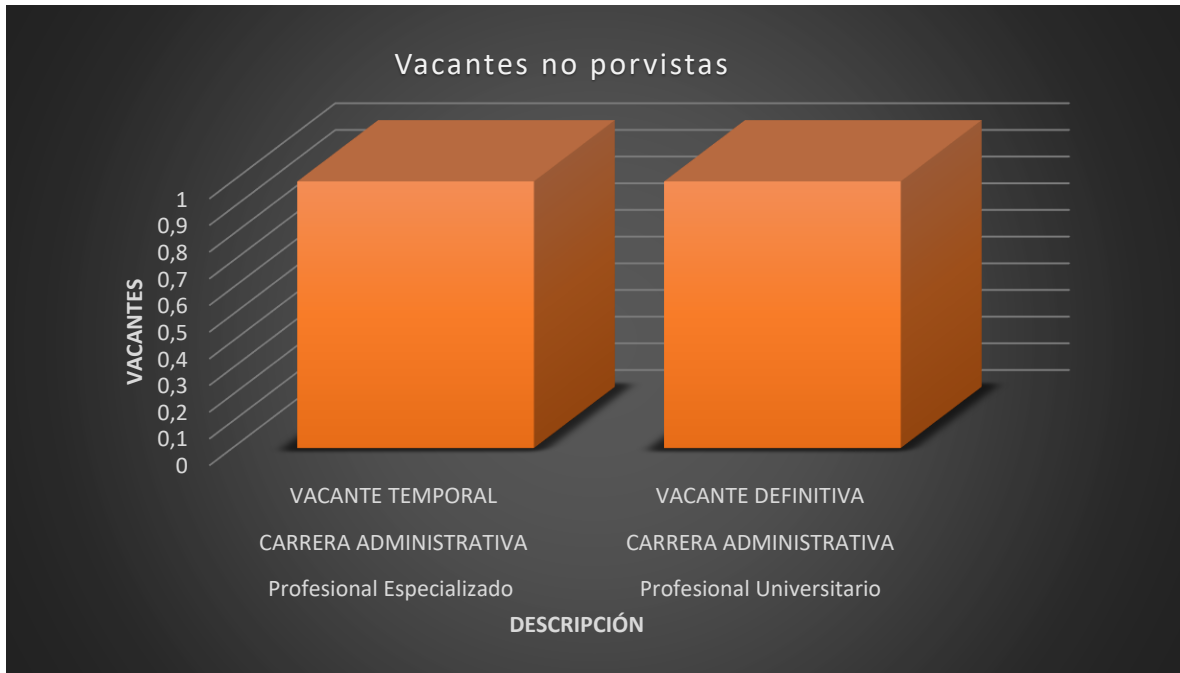 Vacantes no porvistas
1
0,9
0,8
0,7
0,6
0,5
0,4
0,3
0,2
0,1
0
VACANTES
VACANTE TEMPORAL
VACANTE DEFINITIVA
CARRERA ADMINISTRATIVA
CARRERA ADMINISTRATIVA
Profesional Especializado
Profesional Universitario
DESCRIPCIÓN